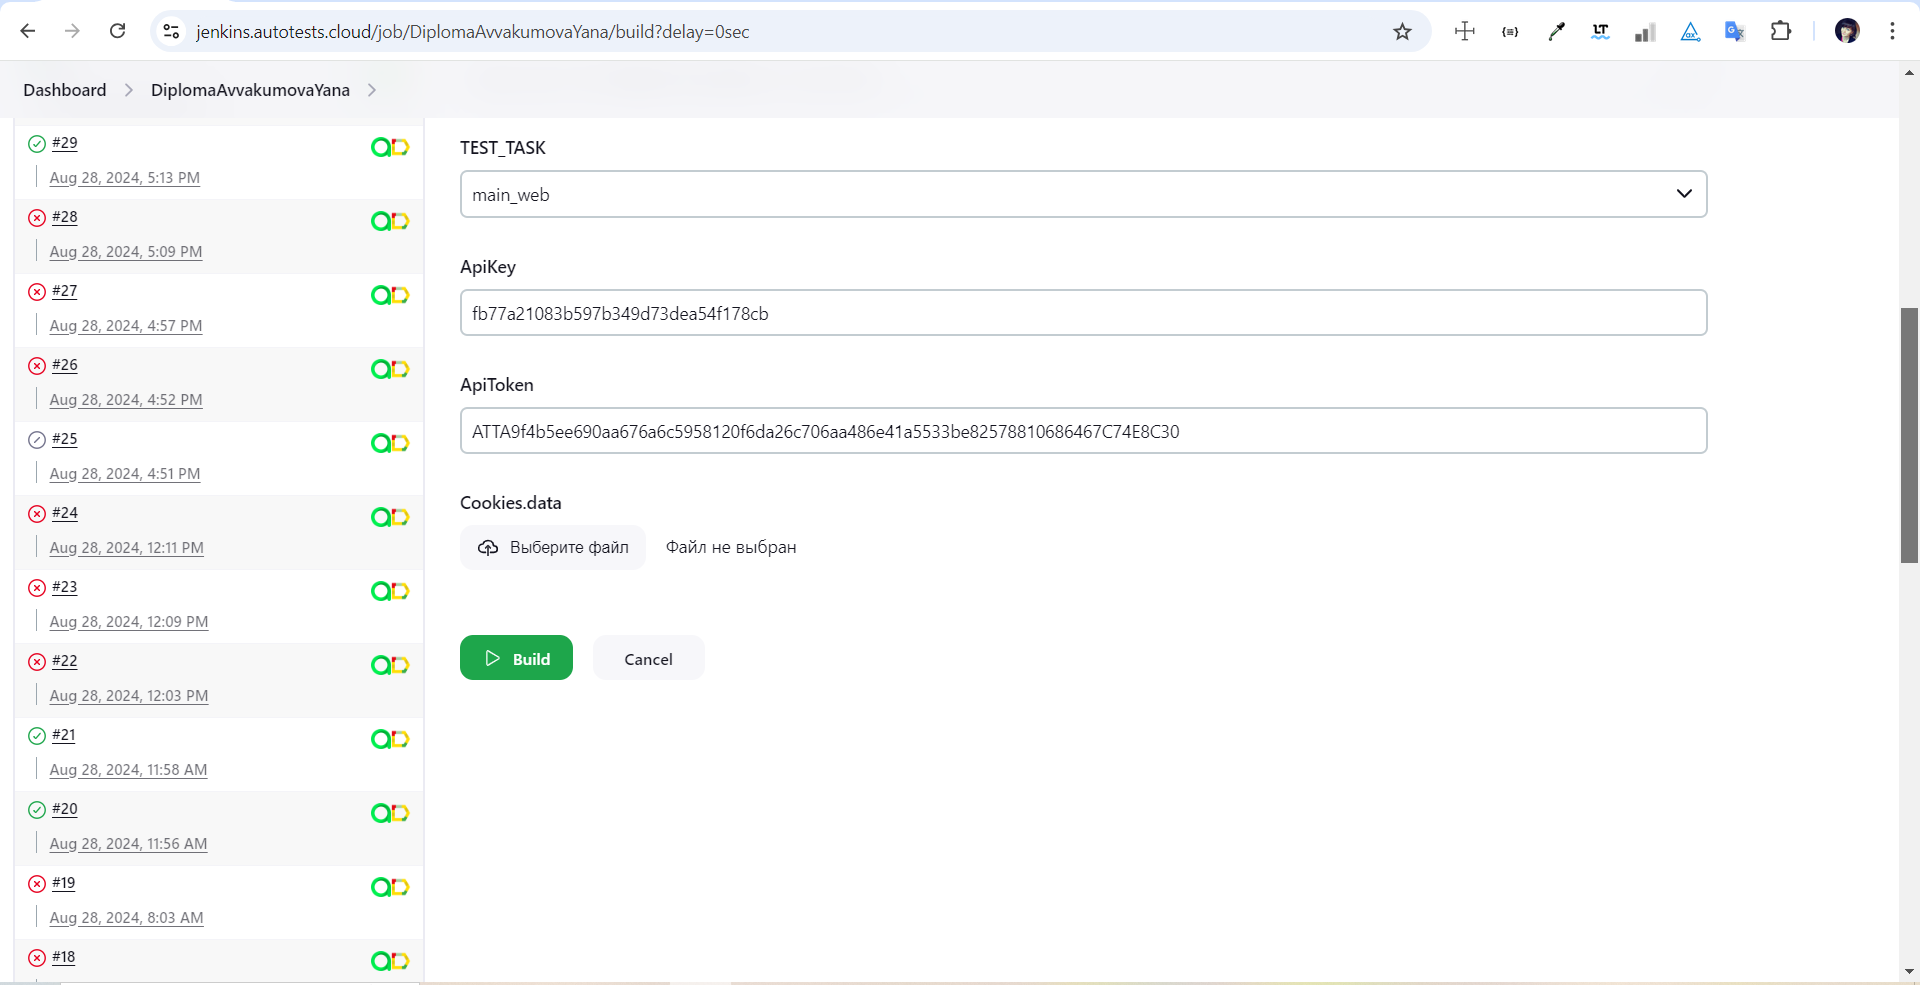 jenkins.autotests.cloud/job/DiplomaAvvakumovaYana/build?delay=0sec
Dashboard
DiplomaAvvakumovaYana
#29
Aug 28, 2024, 5:13 PM
#28
Aug 28, 2024, 5:09 PM
#27
Aug 28, 2024, 4:57 PM
#26
Aug 28, 2024, 4:52 PM
#25
Aug 28, 2024, 4:51 PM
#24
Aug 28, 2024, 12:11 PM
#23
Aug 28, 2024, 12:09 PM
#22
Aug 28, 2024, 12:03 PM
#21
Aug 28, 2024, 11:58 AM
#20
Aug 28, 2024, 11:56 AM
#19
Aug 28, 2024, 8:03 AM
#18
TEST_TASK
main_web
ApiKey
fb77a21083b597b349d73dea54f178cb
ApiToken
ATTA9f4b5ee690aa676a6c5958120f6da26c706aa486e41a5533be82578810686467C74E8C30
Cookies.data
Выберите файл
Файл не выбран
Build
Cancel